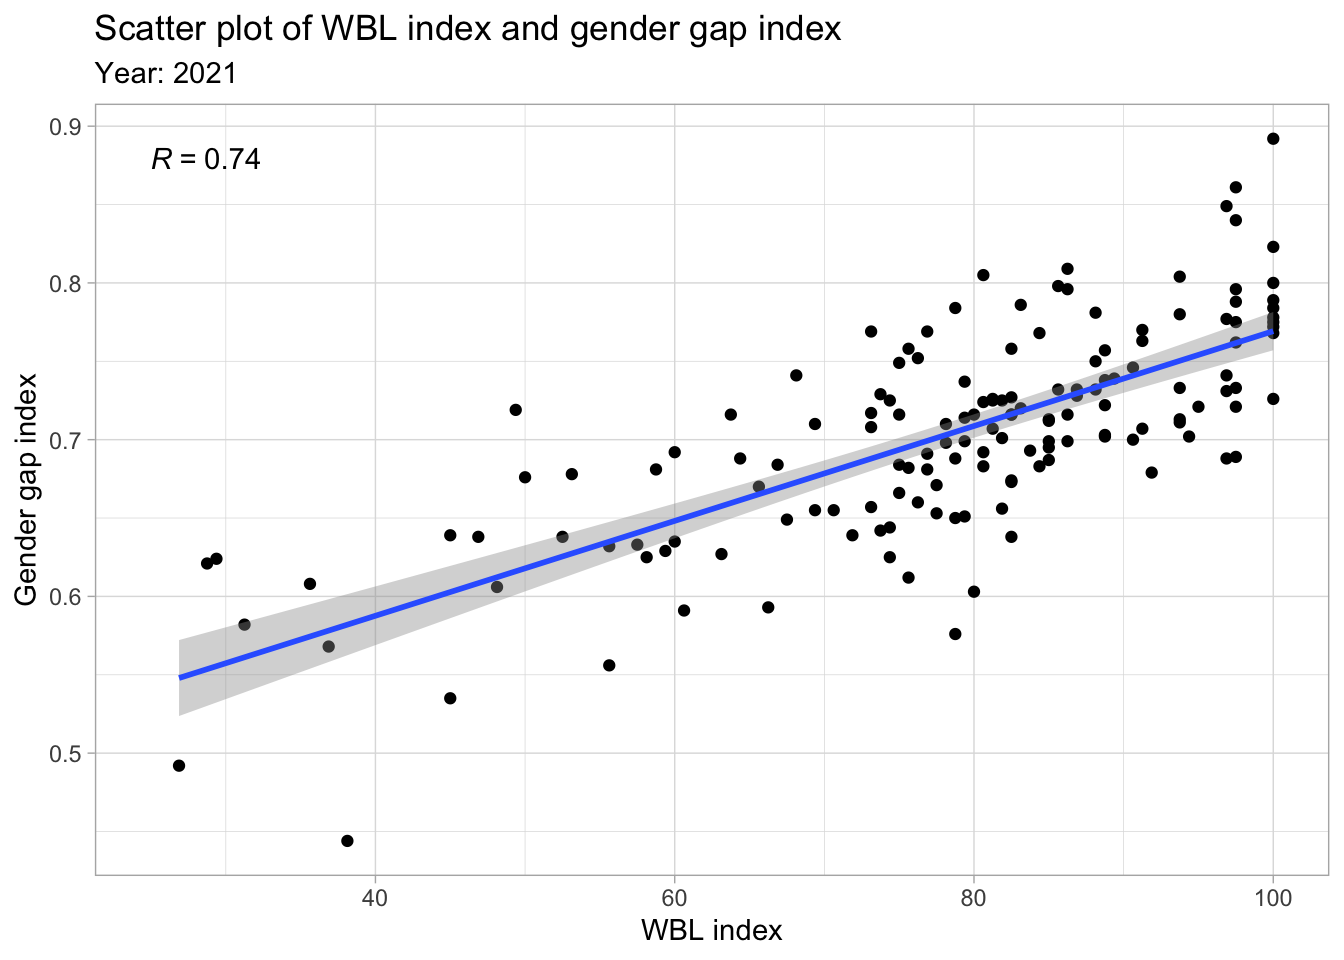 Scatter plot of WBL index and gender gap index
Year: 2021
0.9
R = 0.74
0.8
0.7
0.6
0.5
Gender gap index
40
60
80
100
WBL index